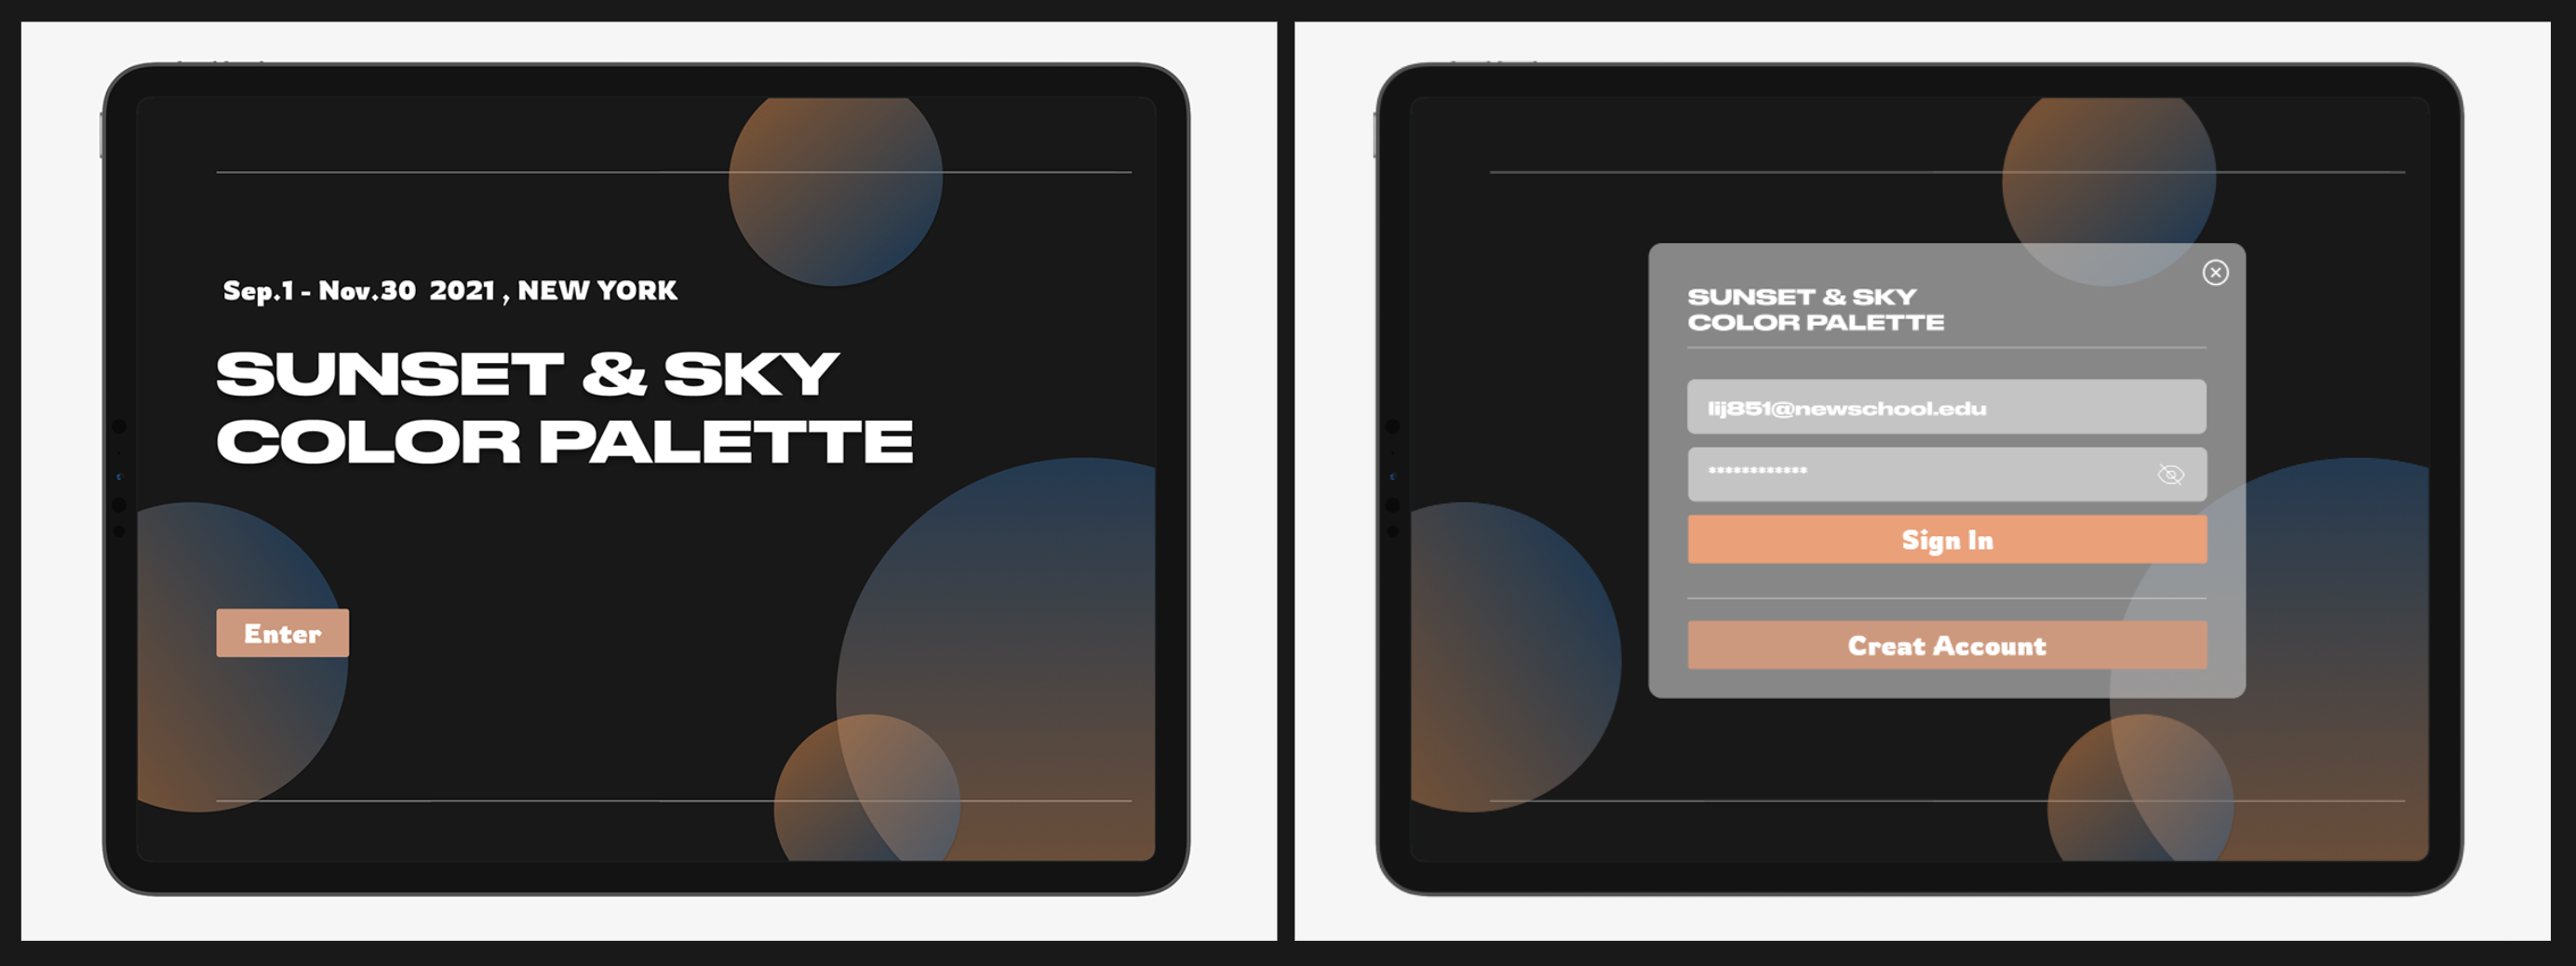 Sep.1 - Nov.30  2021 , NEW YORK
SUNSET & SKY
COLOR PALETTE
Enter
SUNSET & SKY
COLOR PALETTE
lij851@newschool.edu
************
Sign In
Creat Account